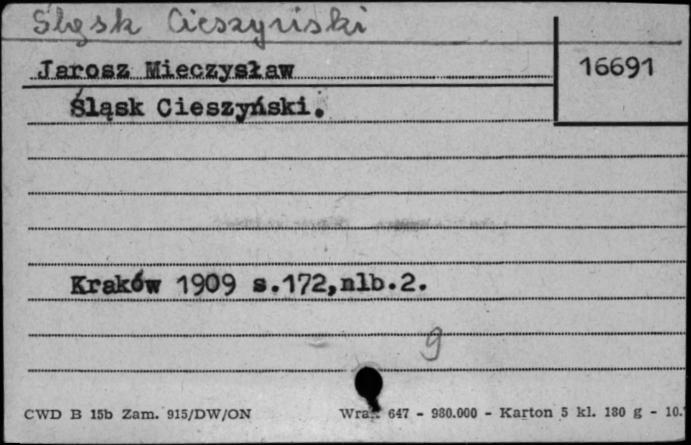 Śląsk Cieszyński
Jarosz Mieczysław
16691
Śląsk Cieszyński.
Kraków 1909 s.172,nlb.2.
9
CWD B 15b Zam. 915/DW/ON 647 - 980.000 - Karton 5 kl. 180 g - 10.